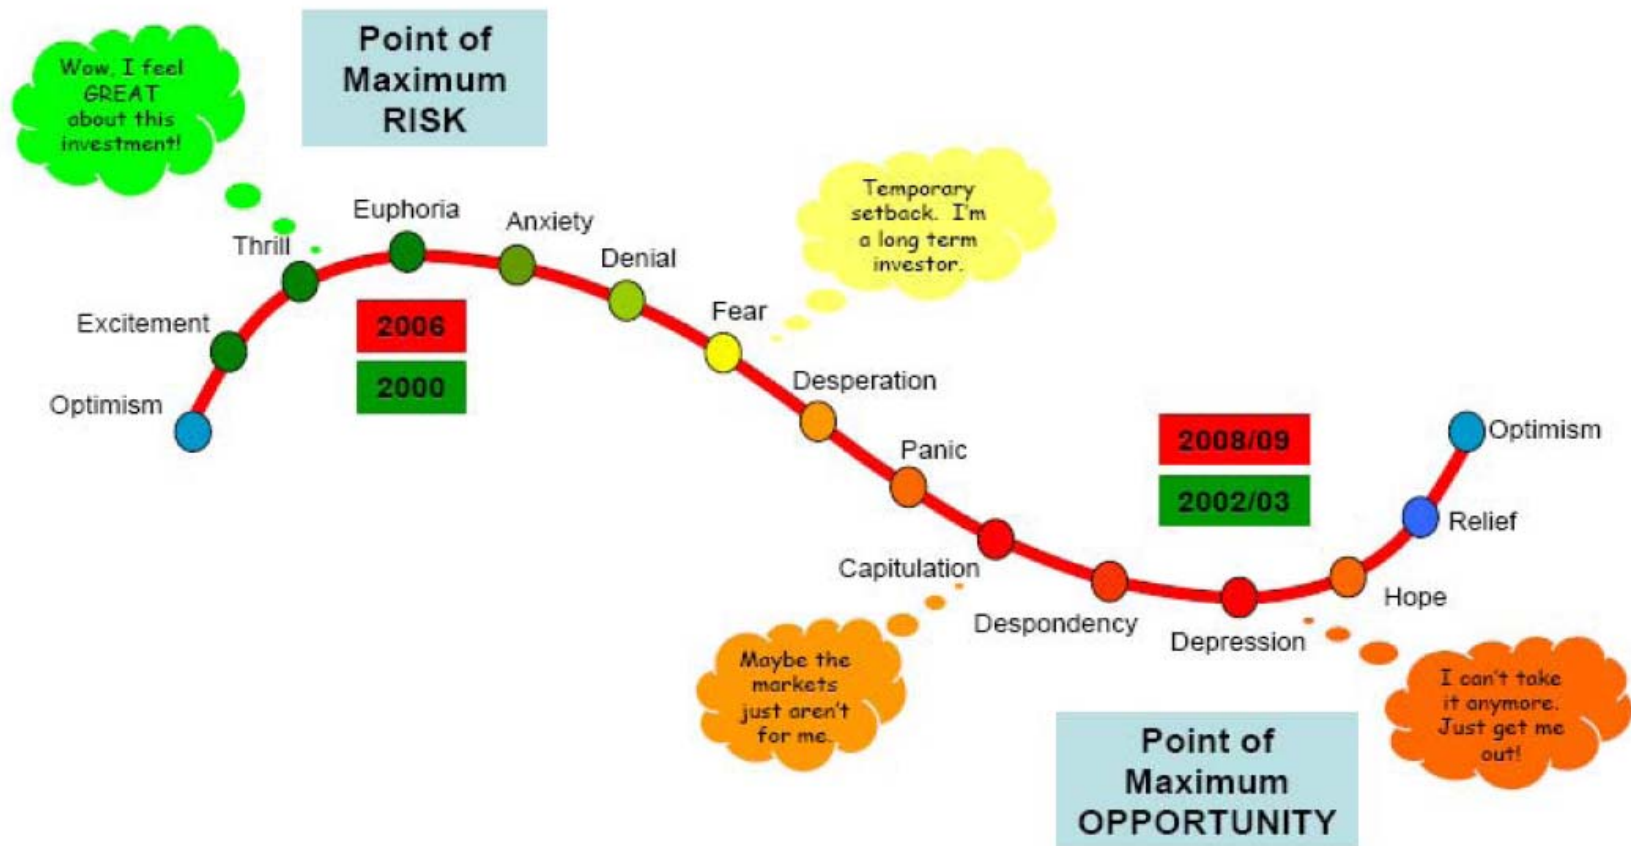 Wow, I feel
GREAT
about this
investment!
Point of
Maximum
RISK
Temporary
setback. I'm
a long term
investor.
Optimism
Excitement
Thrill
Euphoria
Anxiety
Denial
Fear
Desperation
Panic
Capitulation
Despondency
Depression
Hope
Relief
Optimism
2006
2000
2008/09
2002/03
Maybe the
markets
just aren't
for me.
Point of
Maximum
OPPORTUNITY
I can't take
it anymore.
Just get me
out!